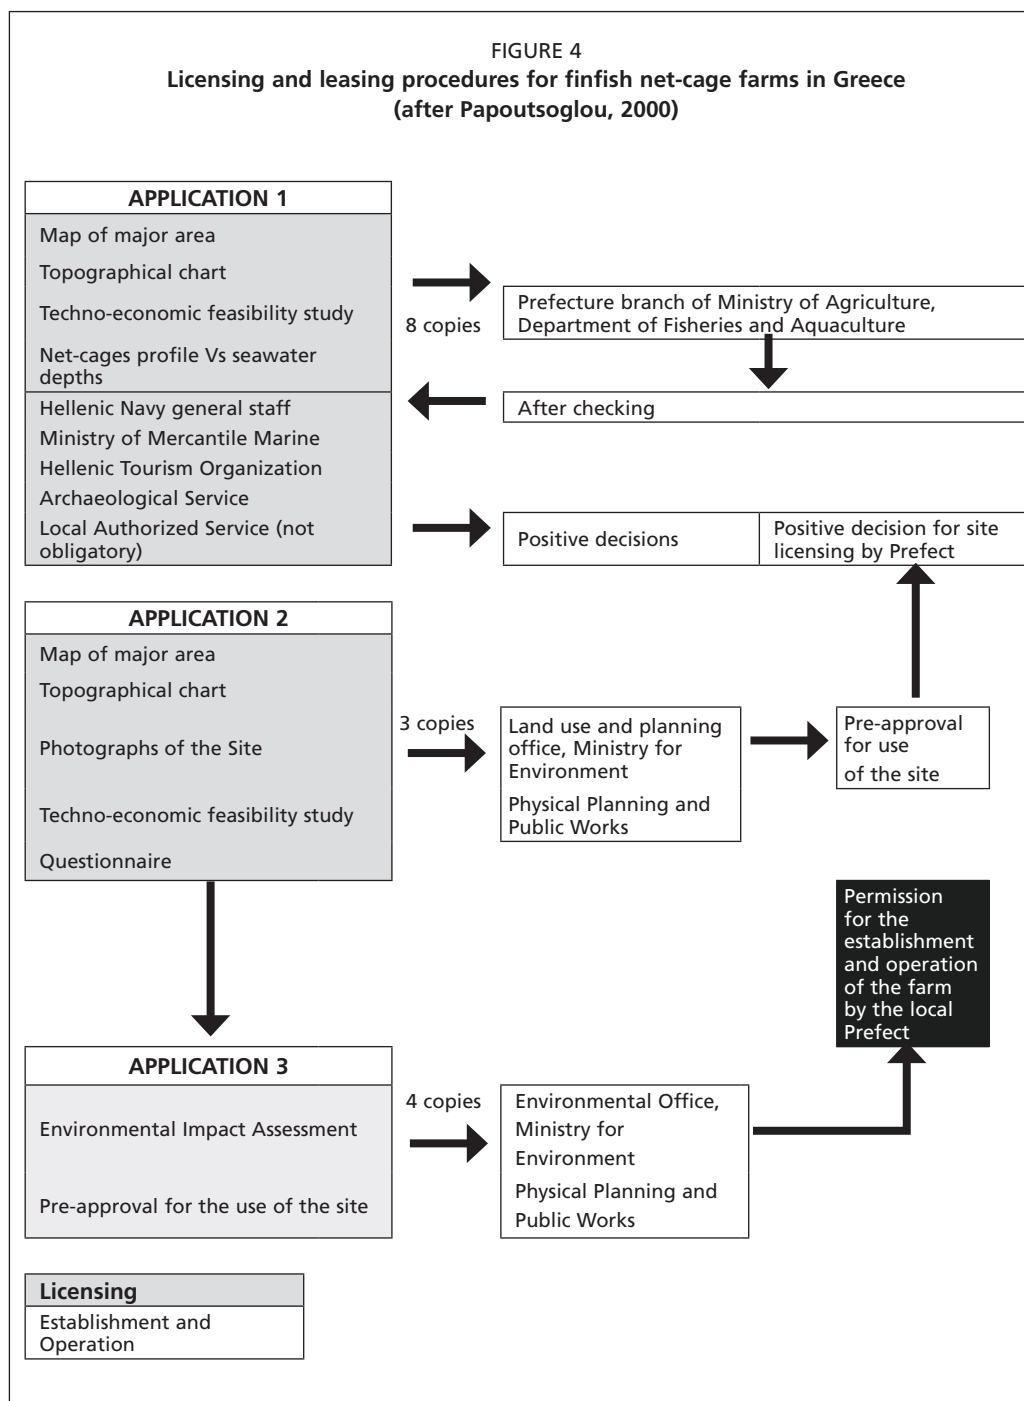 FIGURE 4
Licensing and leasing procedures for finfish net-cage farms in Greece
(after Papoutsoglou, 2000)
APPLICATION 1
Map of major area
Topographical chart
Techno-economic feasibility study
Net-cages profile Vs seawater
depths
8 copies
Prefecture branch of Ministry of Agriculture,
Department of Fisheries and Aquaculture
After checking
Hellenic Navy general staff
Ministry of Mercantile Marine
Hellenic Tourism Organization
Archaeological Service
Local Authorized Service (not
obligatory)
Positive decisions
Positive decision for site
licensing by Prefect
APPLICATION 2
Map of major area
Topographical chart
Photographs of the Site
Techno-economic feasibility study
Questionnaire
3 copies
Land use and planning
office, Ministry for
Environment
Physical Planning and
Public Works
Pre-approval
for use
of the site
Permission
for the
establishment
and operation
of the farm
by the local
Prefect
APPLICATION 3
Environmental Impact Assessment
Pre-approval for the use of the site
4 copies
Environmental Office,
Ministry for
Environment
Physical Planning and
Public Works
Licensing
Establishment and
Operation